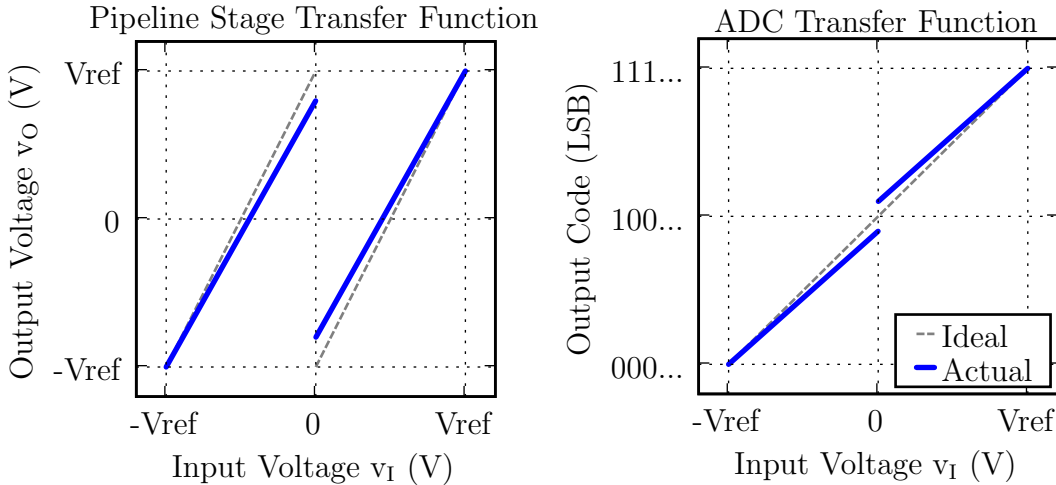 Pipeline Stage Transfer Function
Output Voltage vO (V)
Vref
0
-Vref
-Vref 0 Vref
Input Voltage vI (V)
ADC Transfer Function
Output Code (LSB)
111...
100...
000...
Ideal
Actual
-Vref 0 Vref
Input Voltage vI (V)